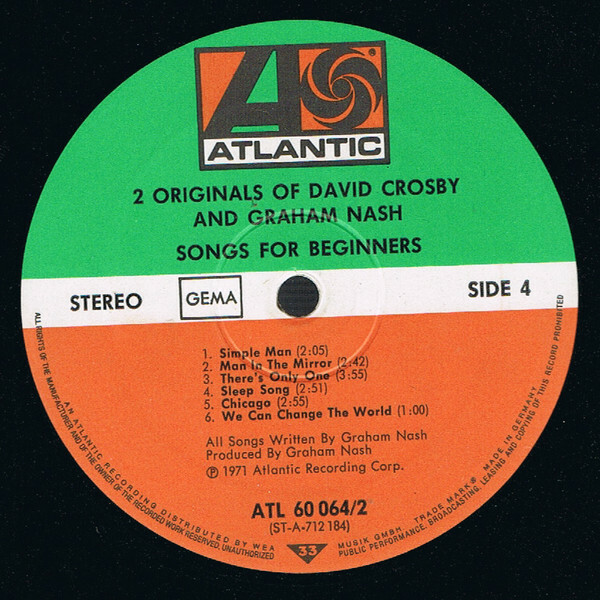 ®
ATLANTIC
2 ORIGINALS OF DAVID CROSBY
AND GRAHAM NASH
SONGS FOR BEGINNERS
STEREO
GEMA
SIDE 4
1. Simple Man (2:05)
2. Man In The Mirror (2:42)
3. There's Only One (3:55)
4. Sleep Song (2:51)
5. Chicago (2:55)
6. We Can Change The World (1:00)
All Songs Written By Graham Nash
Produced By Graham Nash
℗ 1971 Atlantic Recording Corp.
ATL 60 064/2
(ST-A-712 184)
33
AN ATLANTIC RECORDING DISTRIBUTED BY WEA MUSIK GMBH. TRADE MARK® MADE IN GERMANY
ALL RIGHTS OF THE MANUFACTURER AND OF THE OWNER OF THE RECORDED WORK RESERVED. UNAUTHORIZED PUBLIC PERFORMANCE, BROADCASTING, LEASING AND COPYING OF THIS RECORD PROHIBITED